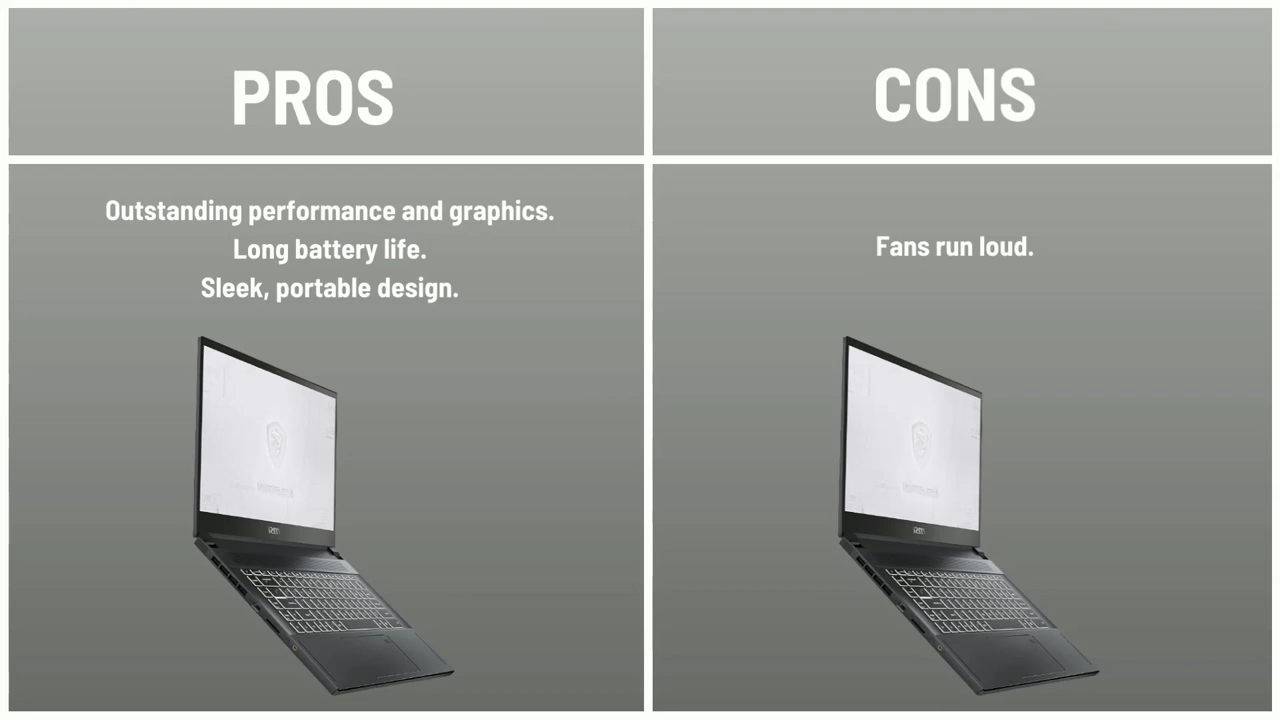 PROS
CONS
Outstanding performance and graphics.
Long battery life.
Sleek, portable design.
Fans run loud.